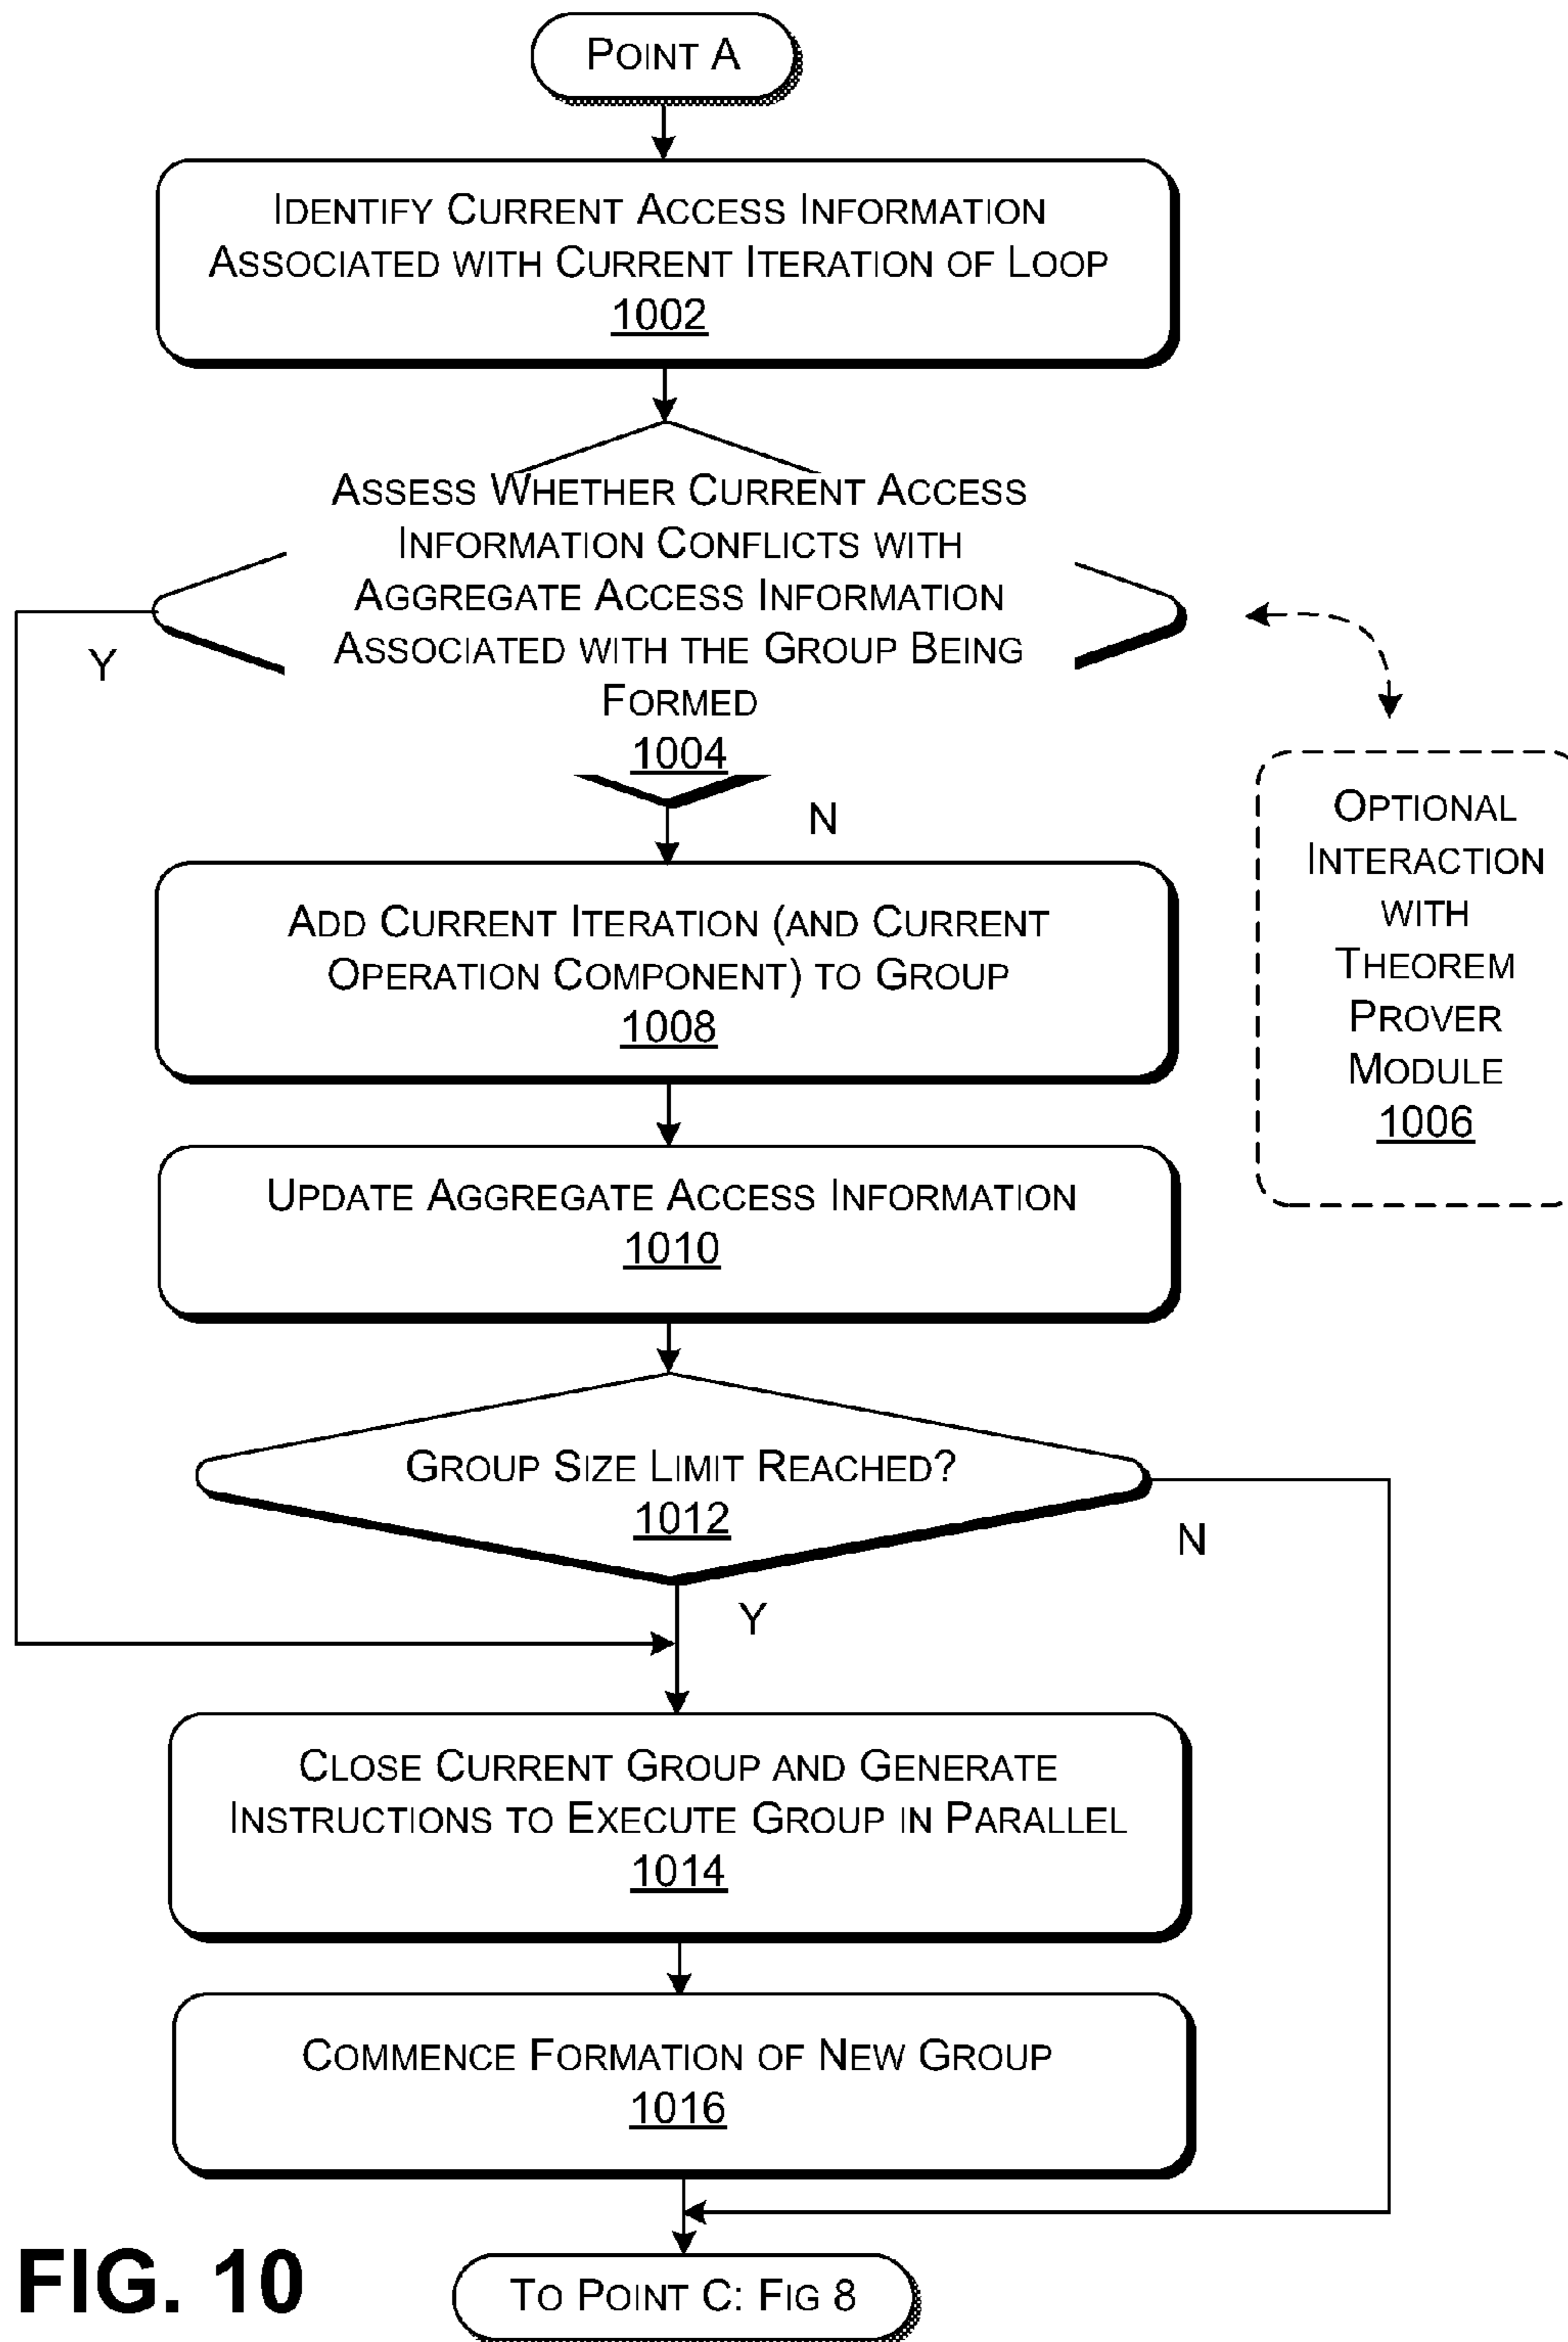 POINT A
IDENTIFY CURRENT ACCESS INFORMATION
ASSOCIATED WITH CURRENT ITERATION OF LOOP
1002
ASSESS WHETHER CURRENT ACCESS
INFORMATION CONFLICTS WITH
AGGREGATE ACCESS INFORMATION
ASSOCIATED WITH THE GROUP BEING
FORMED
1004
Y
N
OPTIONAL
INTERACTION
WITH
THEOREM
PROVER
MODULE
1006
ADD CURRENT ITERATION (AND CURRENT
OPERATION COMPONENT) TO GROUP
1008
UPDATE AGGREGATE ACCESS INFORMATION
1010
GROUP SIZE LIMIT REACHED?
1012
N
Y
CLOSE CURRENT GROUP AND GENERATE
INSTRUCTIONS TO EXECUTE GROUP IN PARALLEL
1014
COMMENCE FORMATION OF NEW GROUP
1016
TO POINT C: FIG 8
FIG. 10